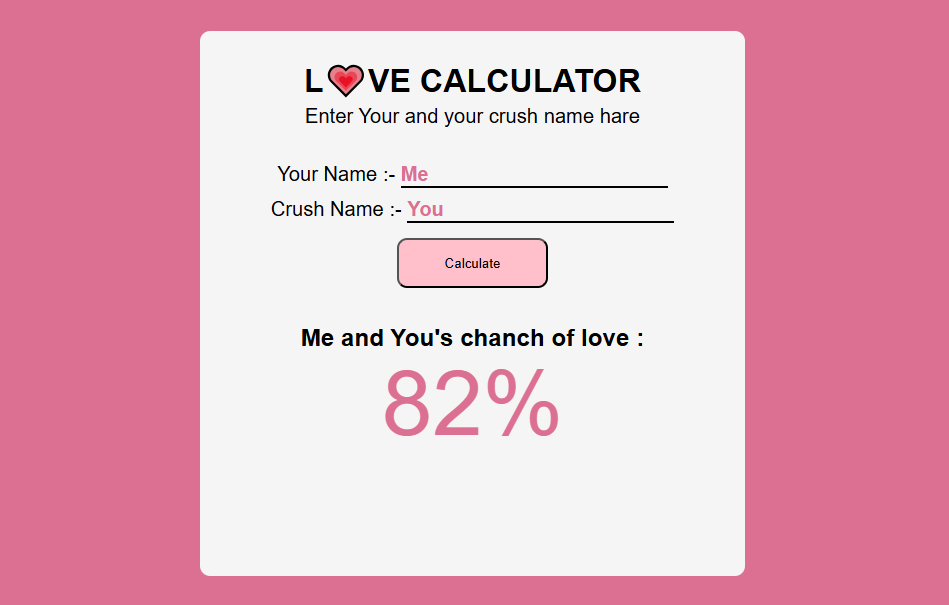 L❤VE CALCULATOR
Enter Your and your crush name hare
Your Name :- Me
Crush Name :- You
Calculate
Me and You's chanch of love :
82%